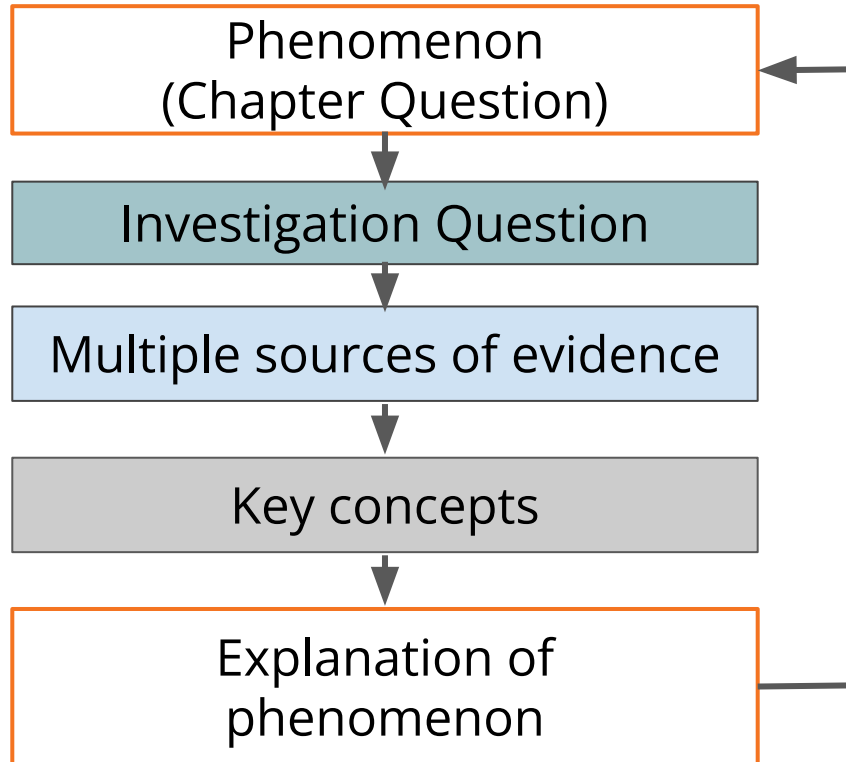 Phenomenon
(Chapter Question)
Investigation Question
Multiple sources of evidence
Key concepts
Explanation of
phenomenon